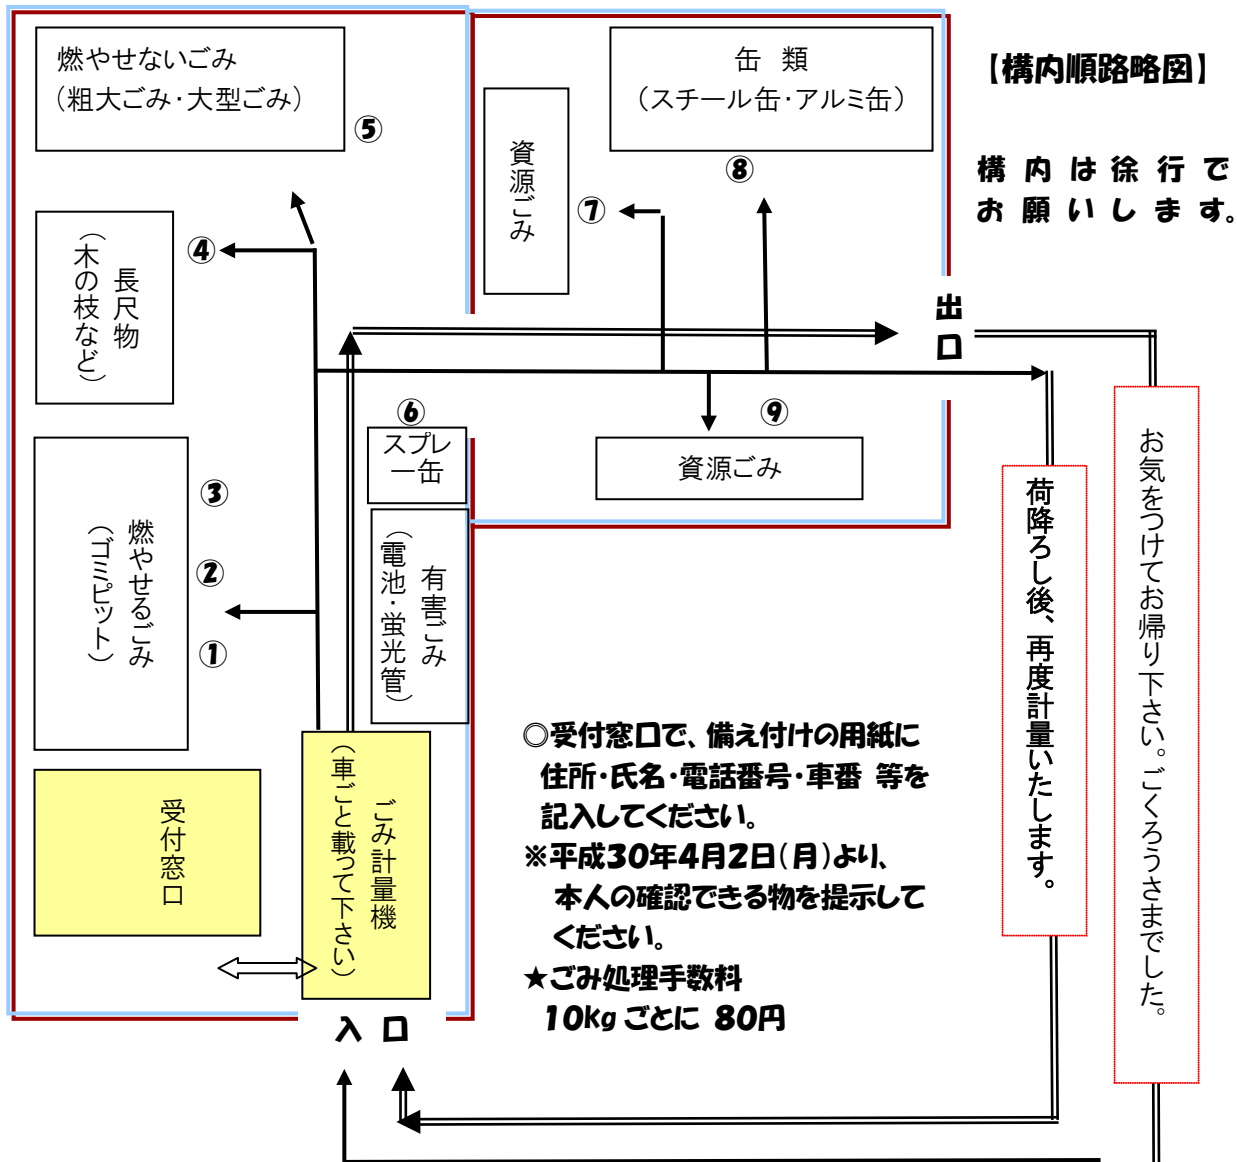 【構内順路略図】
構内は徐行で
お願いします。
燃やせないごみ
（粗大ごみ・大型ごみ）
⑤
缶 類
（スチール缶・アルミ缶）
⑧
資源ごみ
⑦
長尺物
（木の枝など）
④
出
口
⑥
スプレ
ー缶
⑨
資源ごみ
燃やせるごみ
（ゴミピット）
③
②
①
有害ごみ
（電池・蛍光管）
荷降ろし後、再度計量いたします。
お気をつけてお帰り下さい。ごくろうさまでした。
受付窓口
ごみ計量機
（車ごと載って下さい）
◎受付窓口で、備え付けの用紙に
住所・氏名・電話番号・車番 等を
記入してください。
※平成30年4月2日（月）より、
本人の確認できる物を提示して
ください。
★ごみ処理手数料
10kg ごとに 80円
入 口